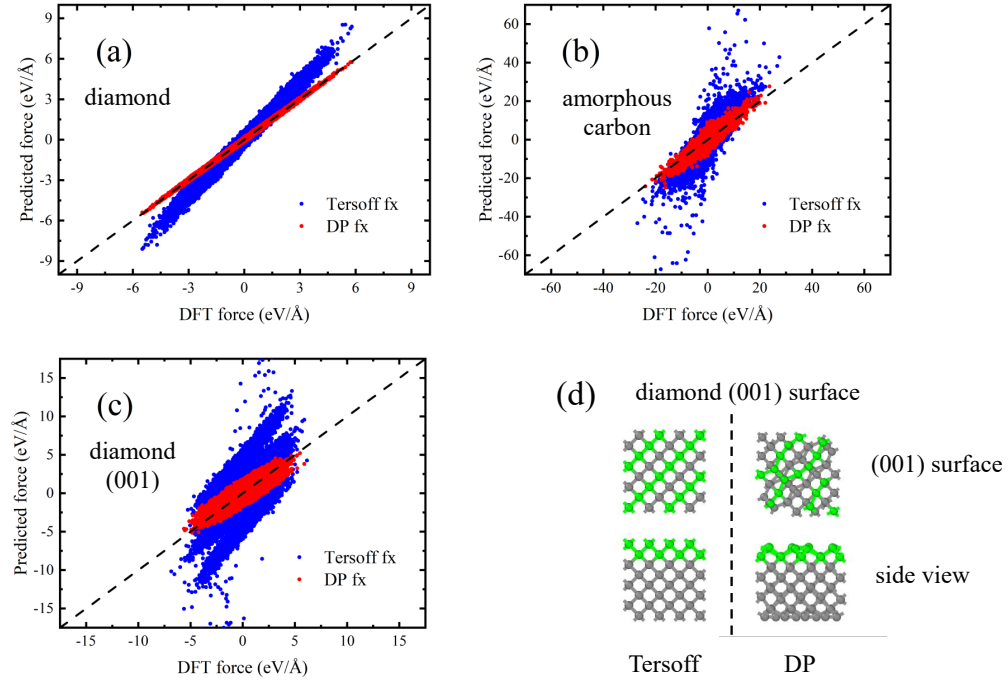 (a)
diamond
Predicted force (eV/Å)
9
6
3
0
-3
-6
-9
-9 -6 -3 0 3 6 9
DFT force (eV/Å)
Tersoff fx
DP fx
(b)
amorphous
carbon
Predicted force (eV/Å)
60
40
20
0
-20
-40
-60
-60 -40 -20 0 20 40 60
DFT force (eV/Å)
Tersoff fx
DP fx
(c)
diamond
(001)
Predicted force (eV/Å)
15
10
5
0
-5
-10
-15
-15 -10 -5 0 5 10 15
DFT force (eV/Å)
Tersoff fx
DP fx
(d)
diamond (001) surface
(001) surface
side view
Tersoff DP